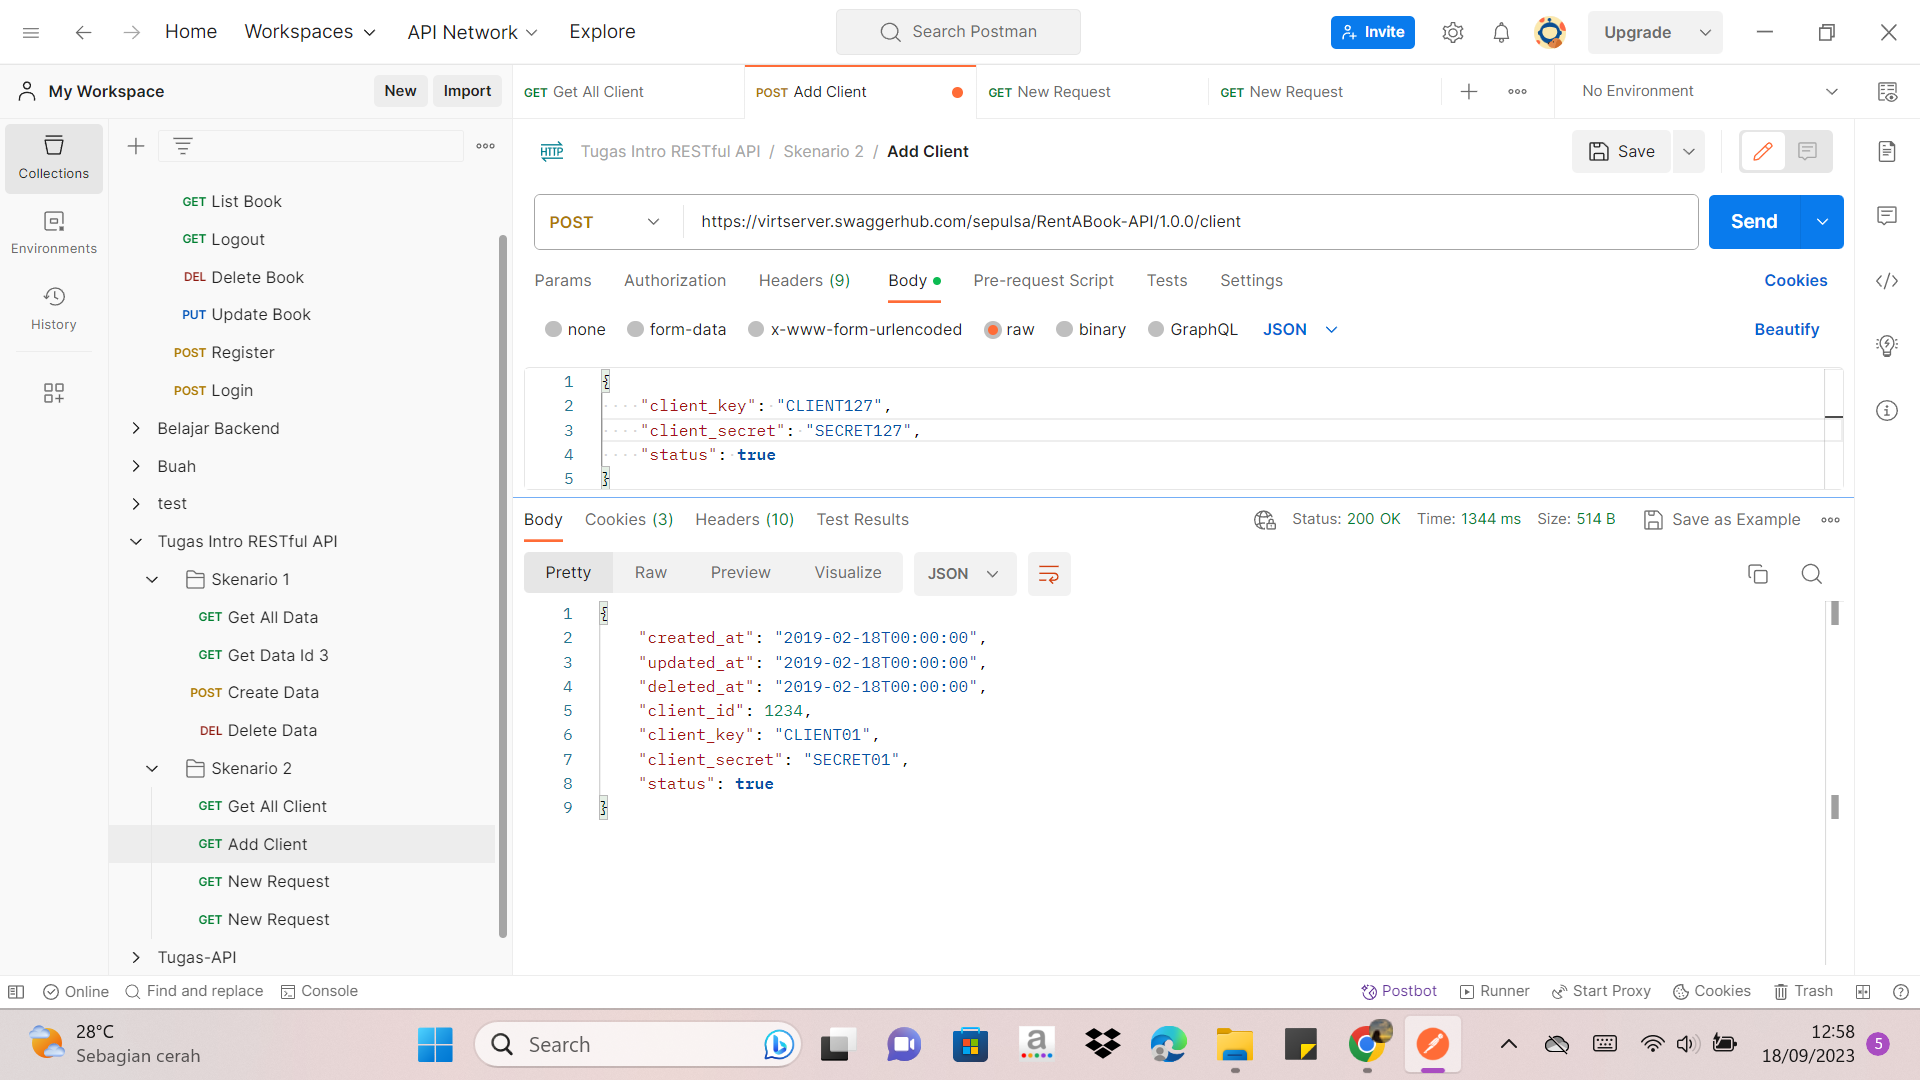 Home
Workspaces
API Network
Explore
Search Postman
Invite
Upgrade
My Workspace
New
Import
GET Get All Client
POST Add Client
GET New Request
GET New Request
No Environment
Collections
Environments
History
GET List Book
GET Logout
DEL Delete Book
PUT Update Book
POST Register
POST Login
Belajar Backend
Buah
test
Tugas Intro RESTful API
Skenario 1
GET Get All Data
GET Get Data Id 3
POST Create Data
DEL Delete Data
Skenario 2
GET Get All Client
GET Add Client
GET New Request
GET New Request
Tugas-API
HTTP Tugas Intro RESTful API / Skenario 2 / Add Client
Save
POST
https://virtserver.swaggerhub.com/sepulsa/RentABook-API/1.0.0/client
Send
Params
Authorization
Headers (9)
Body
Pre-request Script
Tests
Settings
Cookies
none
form-data
x-www-form-urlencoded
raw
binary
GraphQL
JSON
Beautify
1 {
2 "client_key": "CLIENT127",
3 "client_secret": "SECRET127",
4 "status": true
5 }
Body
Cookies (3)
Headers (10)
Test Results
Status: 200 OK
Time: 1344 ms
Size: 514 B
Save as Example
Pretty
Raw
Preview
Visualize
JSON
1 {
2 "created_at": "2019-02-18T00:00:00",
3 "updated_at": "2019-02-18T00:00:00",
4 "deleted_at": "2019-02-18T00:00:00",
5 "client_id": 1234,
6 "client_key": "CLIENT01",
7 "client_secret": "SECRET01",
8 "status": true
9 }
Online
Find and replace
Console
Postbot
Runner
Start Proxy
Cookies
Trash
28°C
Sebagian cerah
Search
a
12:58
18/09/2023
5